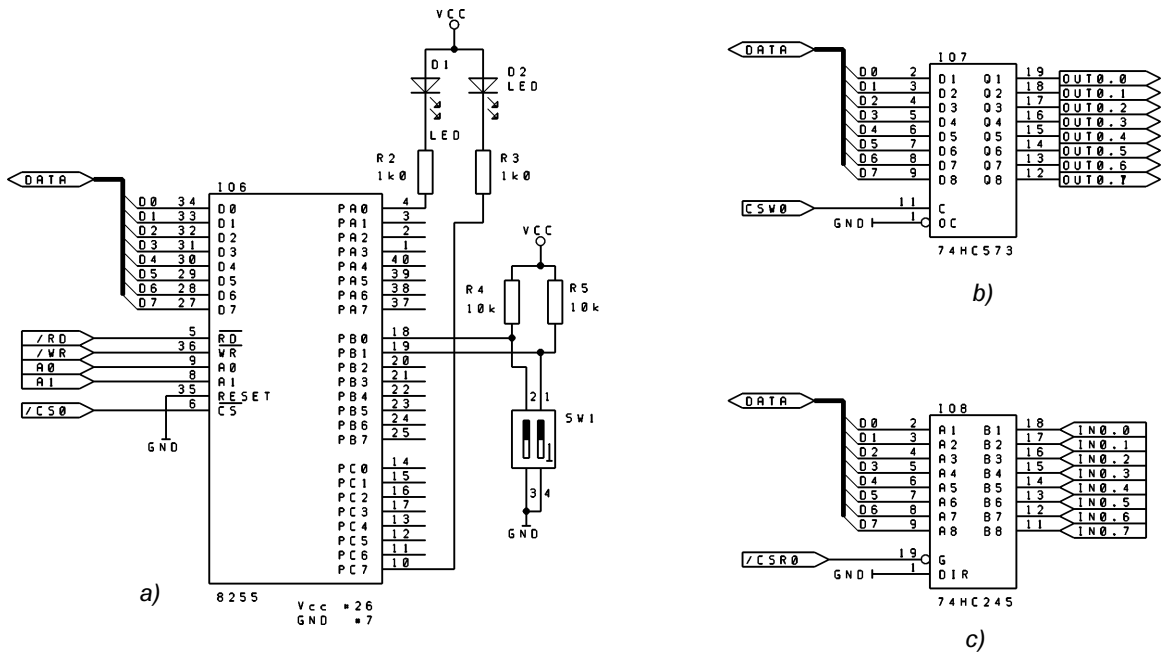 VCC
D1
D2
LED
LED
R2
1k0
R3
1k0
DATA
IO6
D0 34 D0 PA0 4
D1 33 D1 PA1 3
D2 32 D2 PA2 2
D3 31 D3 PA3 1
D4 30 D4 PA4 40
D5 29 D5 PA5 39
D6 28 D6 PA6 38
D7 27 D7 PA7 37
/RD 5 RD PB0 18
/WR 36 WR PB1 19
A0 9 A0 PB2 20
A1 8 A1 PB3 21
35 RESET PB4 22
/CS0 6 CS PB5 23
PB6 24
PB7 25
GND
PC0 14
PC1 15
PC2 16
PC3 17
PC4 13
PC5 12
PC6 11
PC7 10
8255
Vcc *26
GND *7
VCC
R4
10k
R5
10k
2 1
SW1
1
3 4
GND
a)
DATA
IO7
D0 2 D1 Q1 19 OUT0.0
D1 3 D2 Q2 18 OUT0.1
D2 4 D3 Q3 17 OUT0.2
D3 5 D4 Q4 16 OUT0.3
D4 6 D5 Q5 15 OUT0.4
D5 7 D6 Q6 14 OUT0.5
D6 8 D7 Q7 13 OUT0.6
D7 9 D8 Q8 12 OUT0.7
CSW0 11 C
GND 1 OC
74HC573
b)
DATA
IO8
D0 2 A1 B1 18 IN0.0
D1 3 A2 B2 17 IN0.1
D2 4 A3 B3 16 IN0.2
D3 5 A4 B4 15 IN0.3
D4 6 A5 B5 14 IN0.4
D5 7 A6 B6 13 IN0.5
D6 8 A7 B7 12 IN0.6
D7 9 A8 B8 11 IN0.7
/CSR0 19 G
GND 1 DIR
74HC245
c)